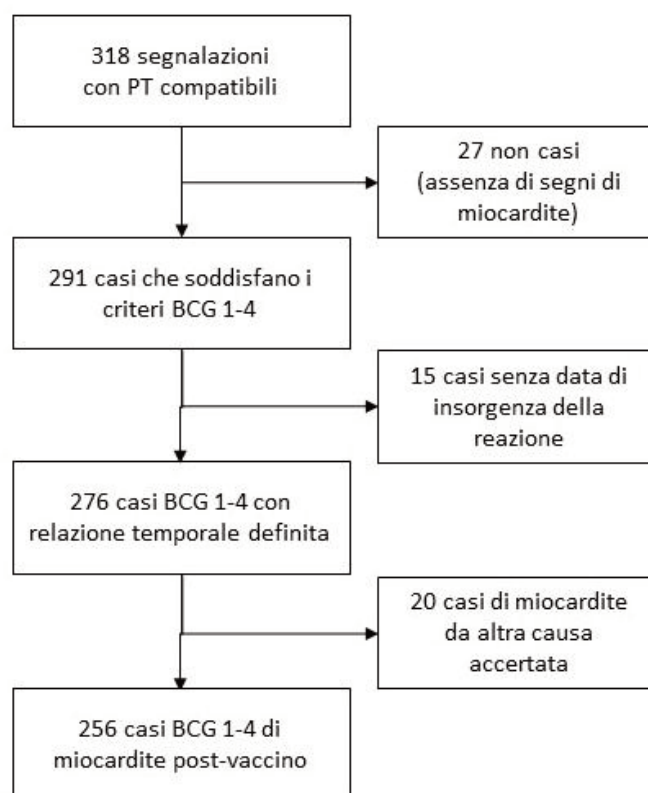 318 segnalazioni
con PT compatibili
27 non casi
(assenza di segni di
miocardite)
291 casi che soddisfano i
criteri BCG 1-4
15 casi senza data di
insorgenza della
reazione
276 casi BCG 1-4 con
relazione temporale definita
20 casi di miocardite
da altra causa
accertata
256 casi BCG 1-4 di
miocardite post-vaccino